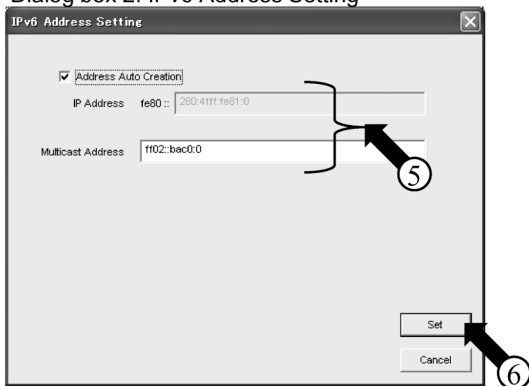 Dialog box 2: IPv6 Address Setting
IPv6 Address Setting
Address Auto Creation
IP Address fe80 :: 280:4fff:fe81:0
Multicast Address ff02::bac0:0
5
Set
Cancel
6